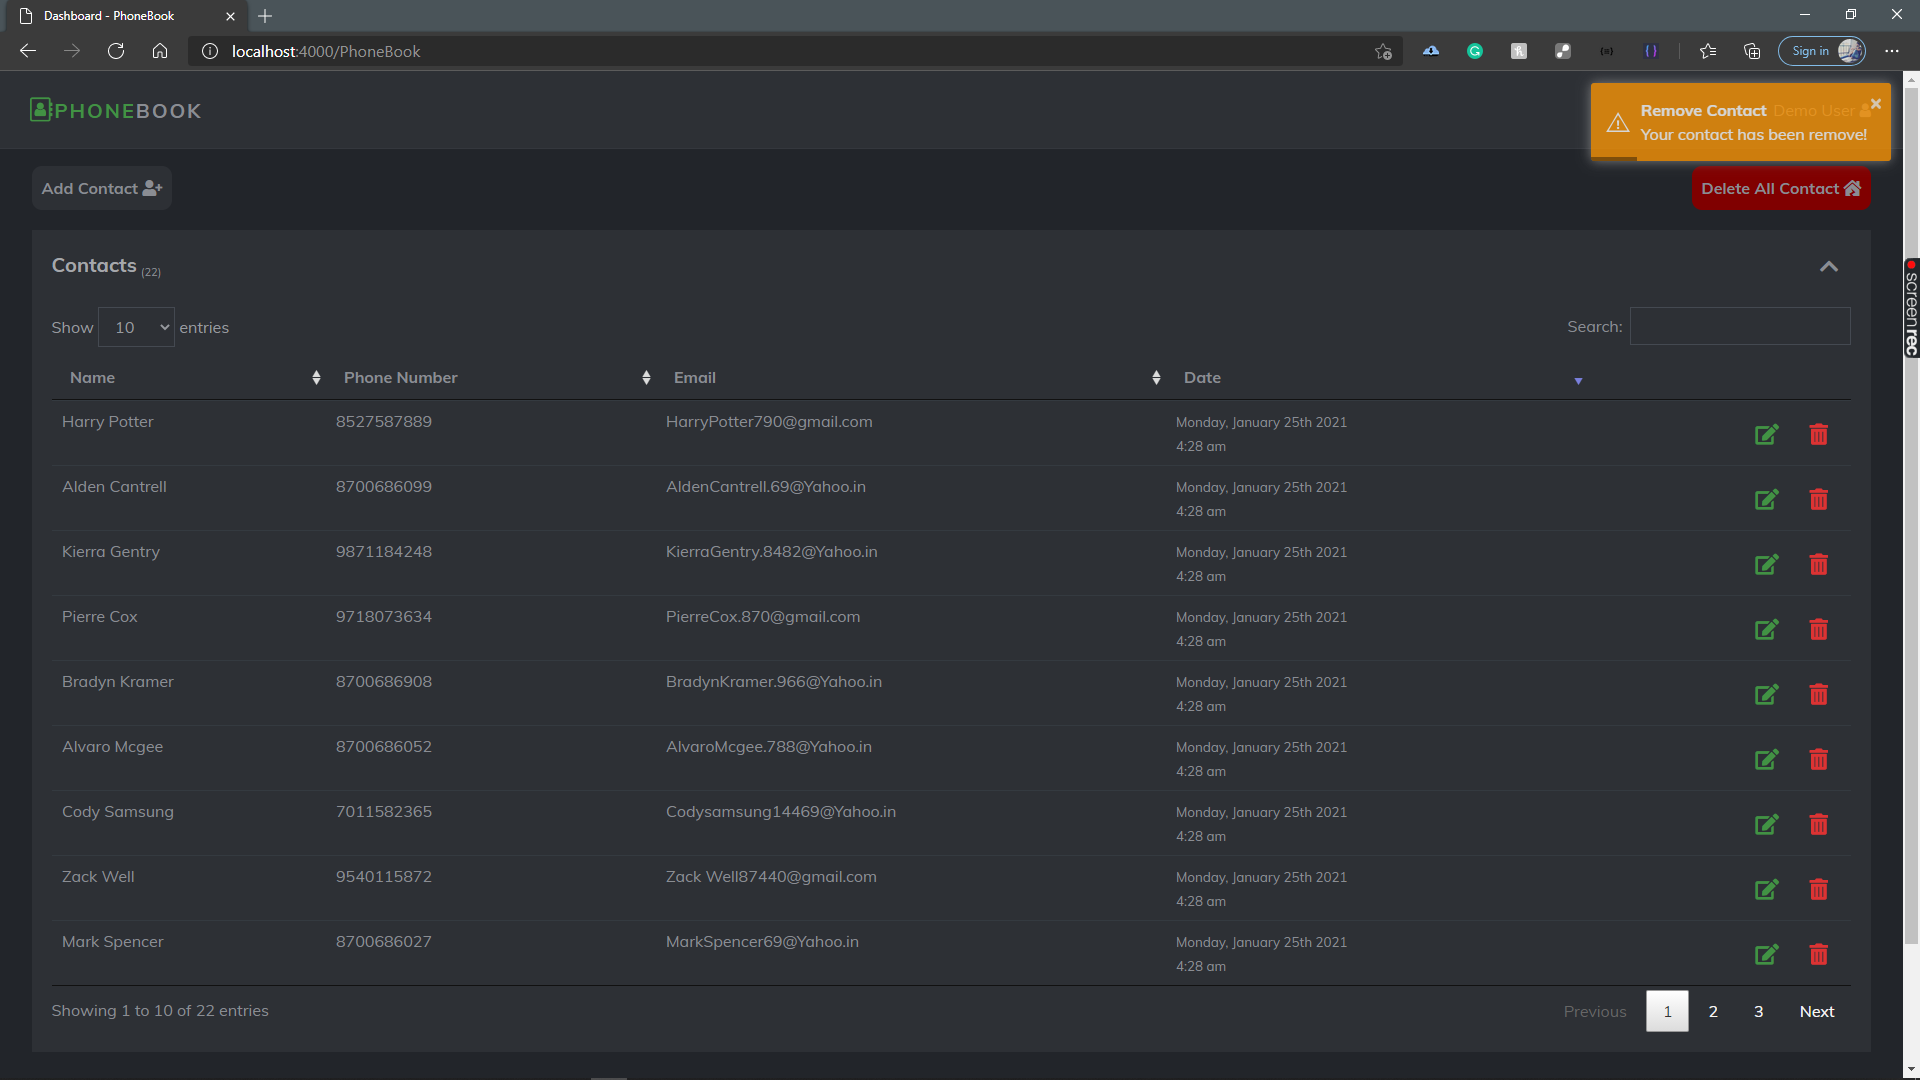 Dashboard - PhoneBook
localhost:4000/PhoneBook
Sign in
PHONEBOOK
Remove Contact Demo User
Your contact has been remove!
Add Contact
Delete All Contact
Contacts (22)
Show 10 entries
Search:
Name Phone Number Email Date
Harry Potter 8527587889 HarryPotter790@gmail.com Monday, January 25th 2021
4:28 am
Alden Cantrell 8700686099 AldenCantrell.69@Yahoo.in Monday, January 25th 2021
4:28 am
Kierra Gentry 9871184248 KierraGentry.8482@Yahoo.in Monday, January 25th 2021
4:28 am
Pierre Cox 9718073634 PierreCox.870@gmail.com Monday, January 25th 2021
4:28 am
Bradyn Kramer 8700686908 BradynKramer.966@Yahoo.in Monday, January 25th 2021
4:28 am
Alvaro Mcgee 8700686052 AlvaroMcgee.788@Yahoo.in Monday, January 25th 2021
4:28 am
Cody Samsung 7011582365 Codysamsung14469@Yahoo.in Monday, January 25th 2021
4:28 am
Zack Well 9540115872 Zack Well87440@gmail.com Monday, January 25th 2021
4:28 am
Mark Spencer 8700686027 MarkSpencer69@Yahoo.in Monday, January 25th 2021
4:28 am
Showing 1 to 10 of 22 entries
Previous 1 2 3 Next
screenrec